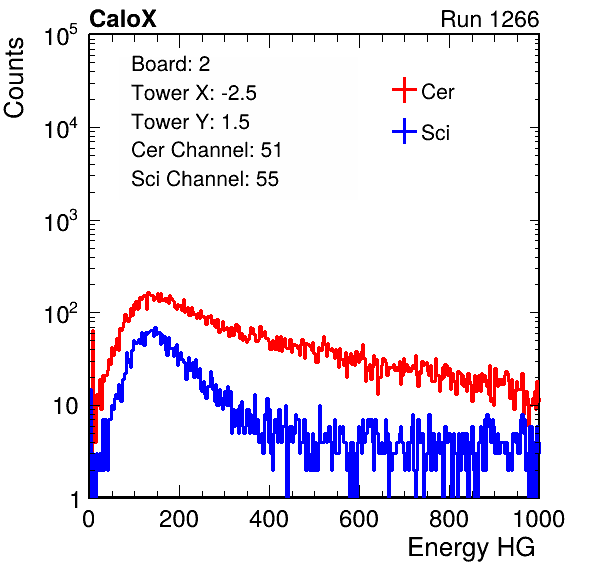 CaloX Run 1266
Counts
10^5
10^4
10^3
10^2
10
1
Board: 2
Tower X: -2.5
Tower Y: 1.5
Cer Channel: 51
Sci Channel: 55
Cer
Sci
0 200 400 600 800 1000
Energy HG